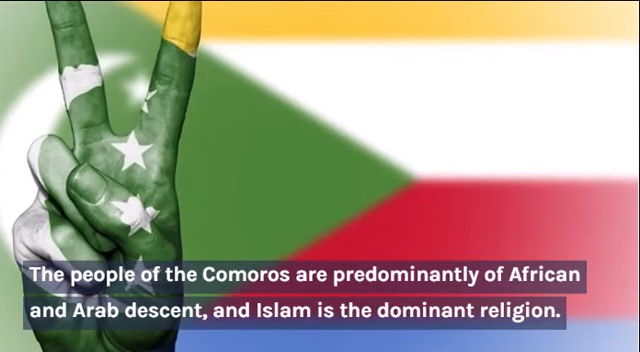 The people of the Comoros are predominantly of African
and Arab descent, and Islam is the dominant religion.